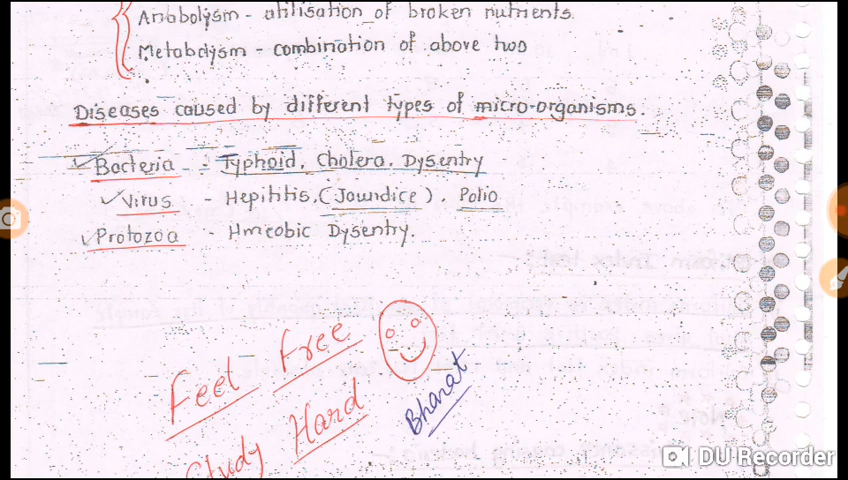 Anabolysm - utilisation of broken nutrients.
Metabolysm - combination of above two
Diseases caused by different types of micro-organisms.
Bacteria - Typhoid, Cholera, Dysentry
Virus - Hepititis, (Joundice), Polio
Protozoa - Hmeobic Dysentry.
Feel Free
Study Hard
Bharat
DU Recorder